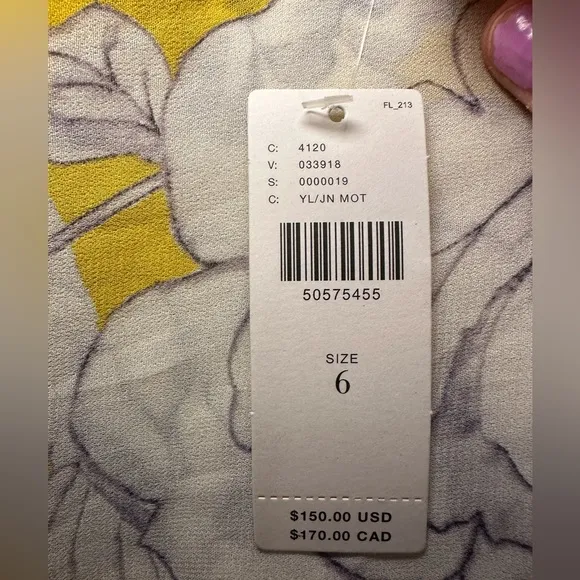 FL_213
C: 4120
V: 033918
S: 0000019
C: YL/JN MOT
50575455
SIZE
6
$150.00 USD
$170.00 CAD